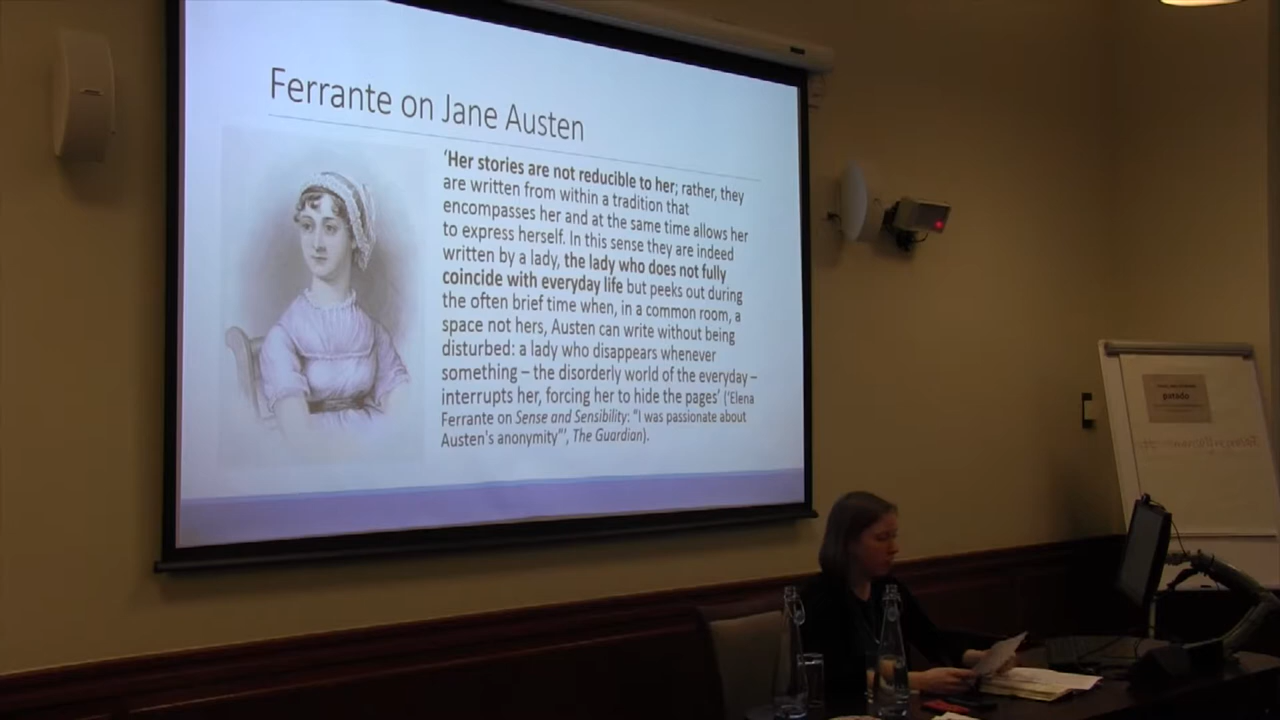 Ferrante on Jane Austen
‘Her stories are not reducible to her; rather, they
are written from within a tradition that
encompasses her and at the same time allows her
to express herself. In this sense they are indeed
written by a lady, the lady who does not fully
coincide with everyday life but peeks out during
the often brief time when, in a common room, a
space not hers, Austen can write without being
disturbed: a lady who disappears whenever
something – the disorderly world of the everyday –
interrupts her, forcing her to hide the pages’ (‘Elena
Ferrante on Sense and Sensibility: “I was passionate about
Austen's anonymity”’, The Guardian).